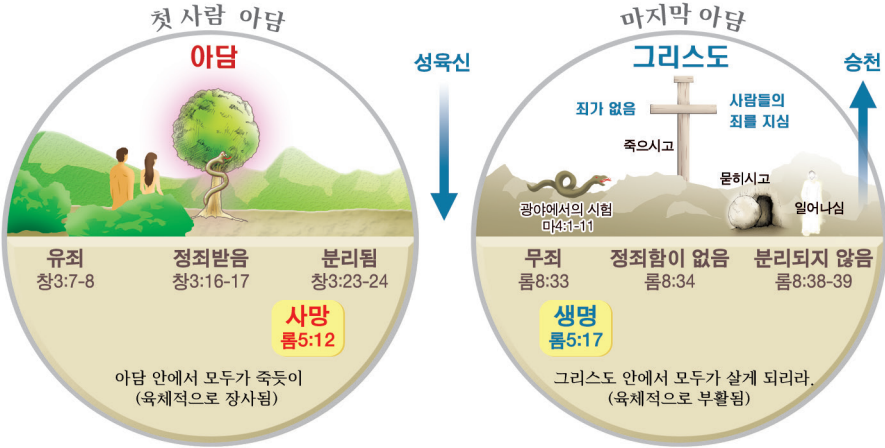 첫 사람 아담
아담
유죄
창3:7-8
정죄받음
창3:16-17
분리됨
창3:23-24
사망
롬5:12
아담 안에서 모두가 죽듯이
(육체적으로 장사됨)
성육신
마지막 아담
그리스도
죄가 없음
사람들의
죄를 지심
죽으시고
묻히시고
일어나심
광야에서의 시험
마4:1-11
무죄
롬8:33
정죄함이 없음
롬8:34
분리되지 않음
롬8:38-39
생명
롬5:17
그리스도 안에서 모두가 살게 되리라.
(육체적으로 부활됨)
승천